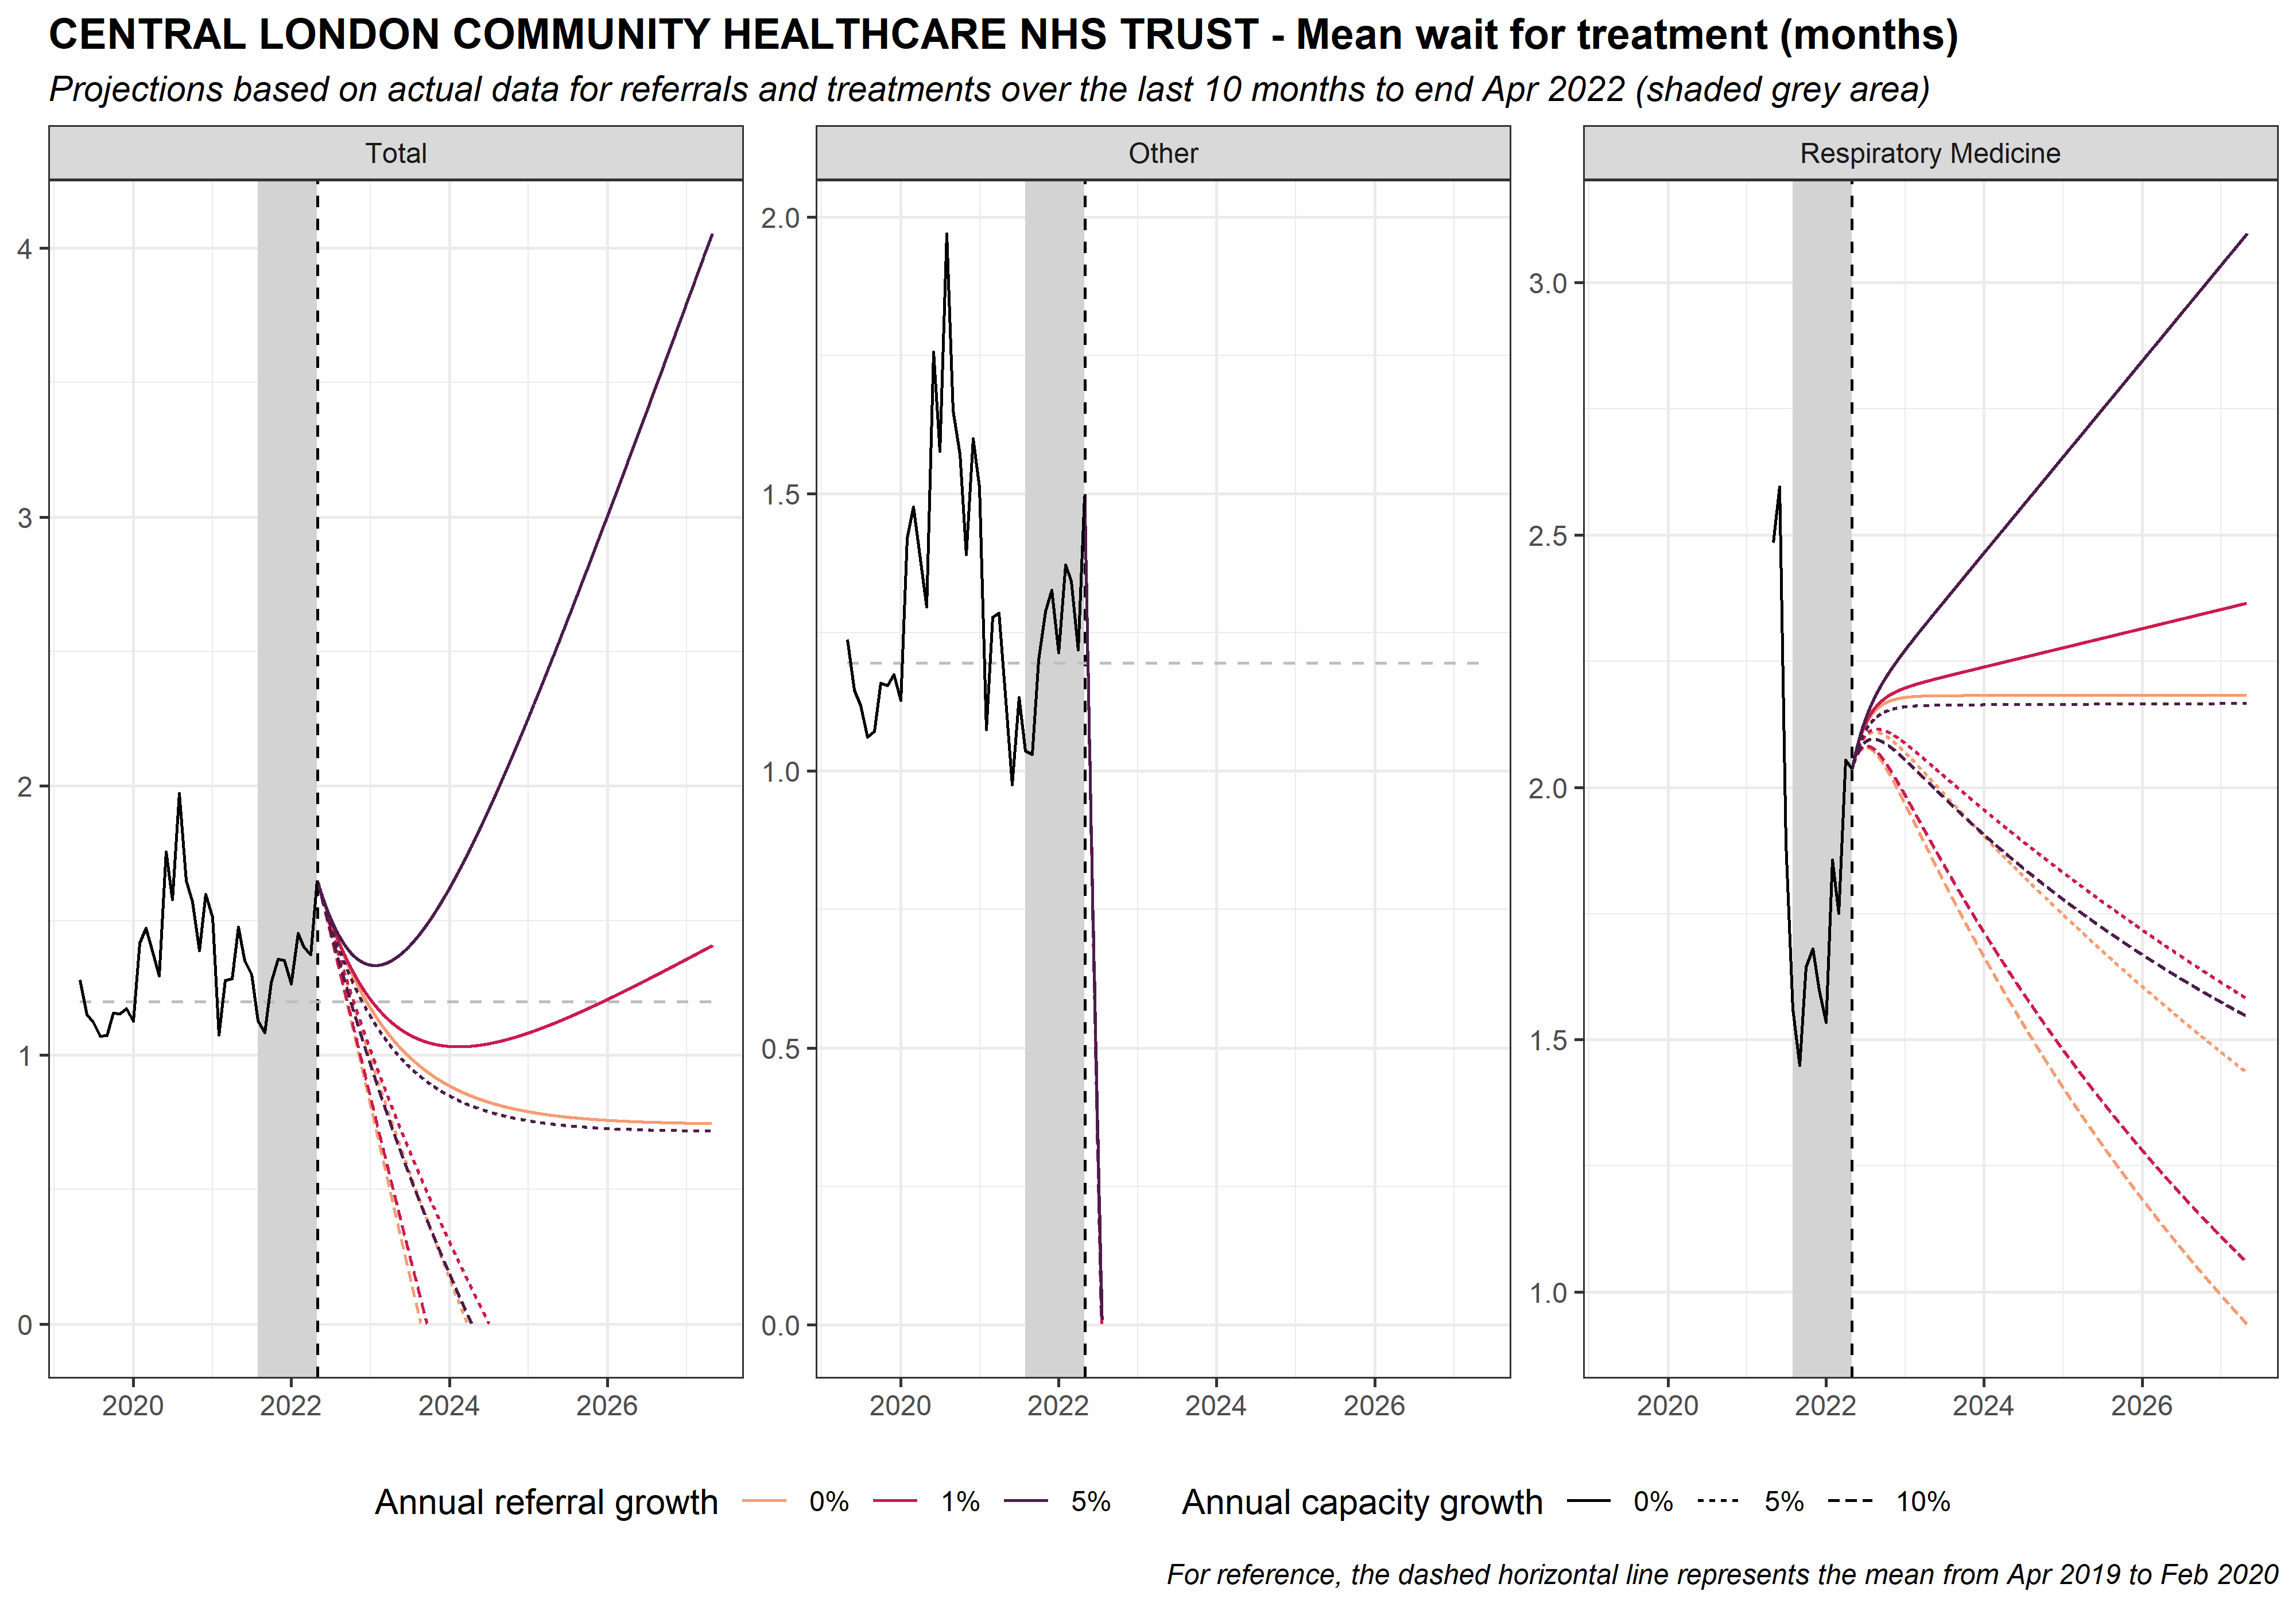 CENTRAL LONDON COMMUNITY HEALTHCARE NHS TRUST - Mean wait for treatment (months)
Projections based on actual data for referrals and treatments over the last 10 months to end Apr 2022 (shaded grey area)
Total
4
3
2
1
0
2020 2022 2024 2026
Other
2.0
1.5
1.0
0.5
0.0
2020 2022 2024 2026
Respiratory Medicine
3.0
2.5
2.0
1.5
1.0
2020 2022 2024 2026
Annual referral growth 0% 1% 5% Annual capacity growth 0% 5% 10%
For reference, the dashed horizontal line represents the mean from Apr 2019 to Feb 2020